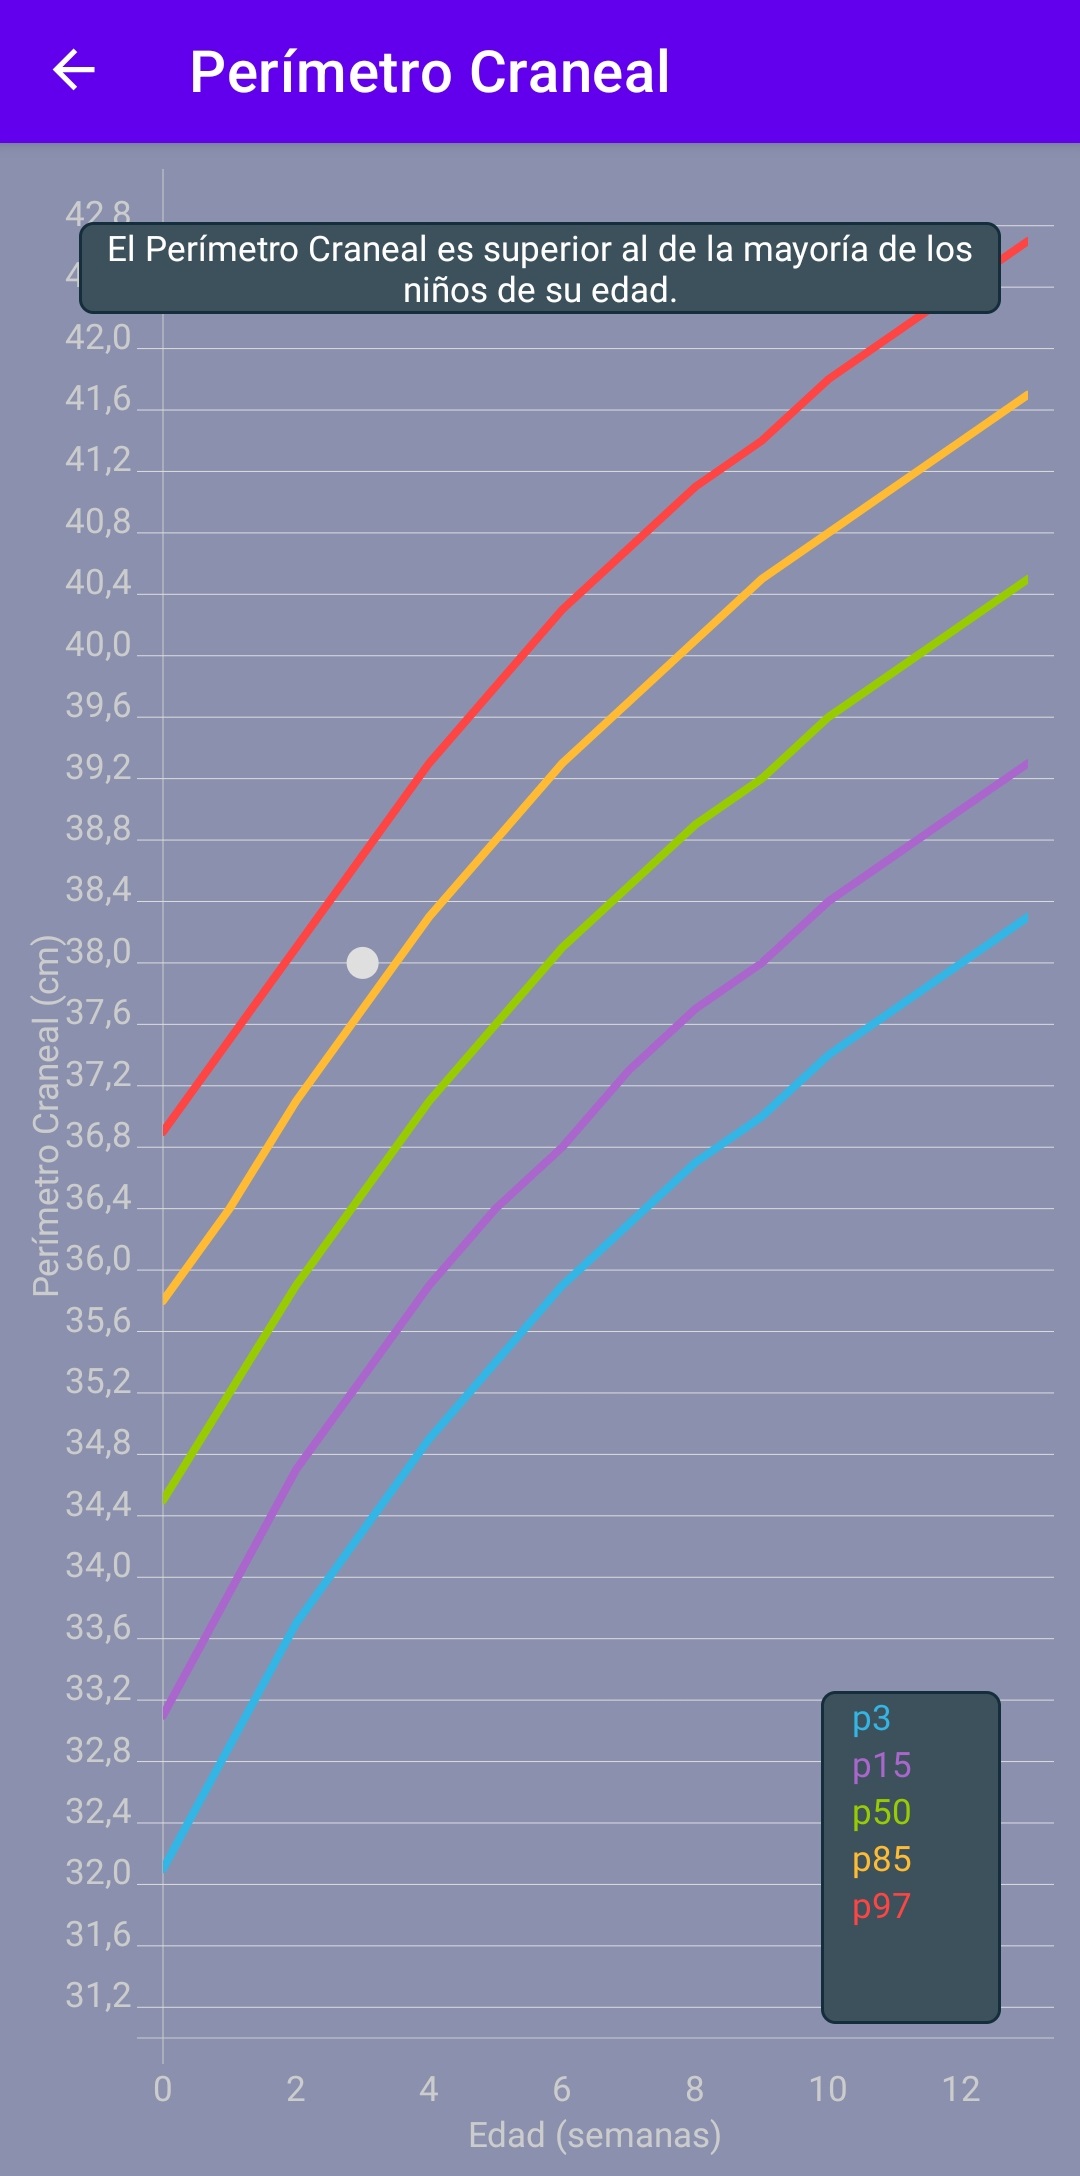 Perímetro Craneal
42,8
El Perímetro Craneal es superior al de la mayoría de los
niños de su edad.
42,0
41,6
41,2
40,8
40,4
40,0
39,6
39,2
38,8
38,4
38,0
37,6
37,2
36,8
36,4
36,0
35,6
35,2
34,8
34,4
34,0
33,6
33,2
32,8
32,4
32,0
31,6
31,2
Perímetro Craneal (cm)
p3
p15
p50
p85
p97
0 2 4 6 8 10 12
Edad (semanas)